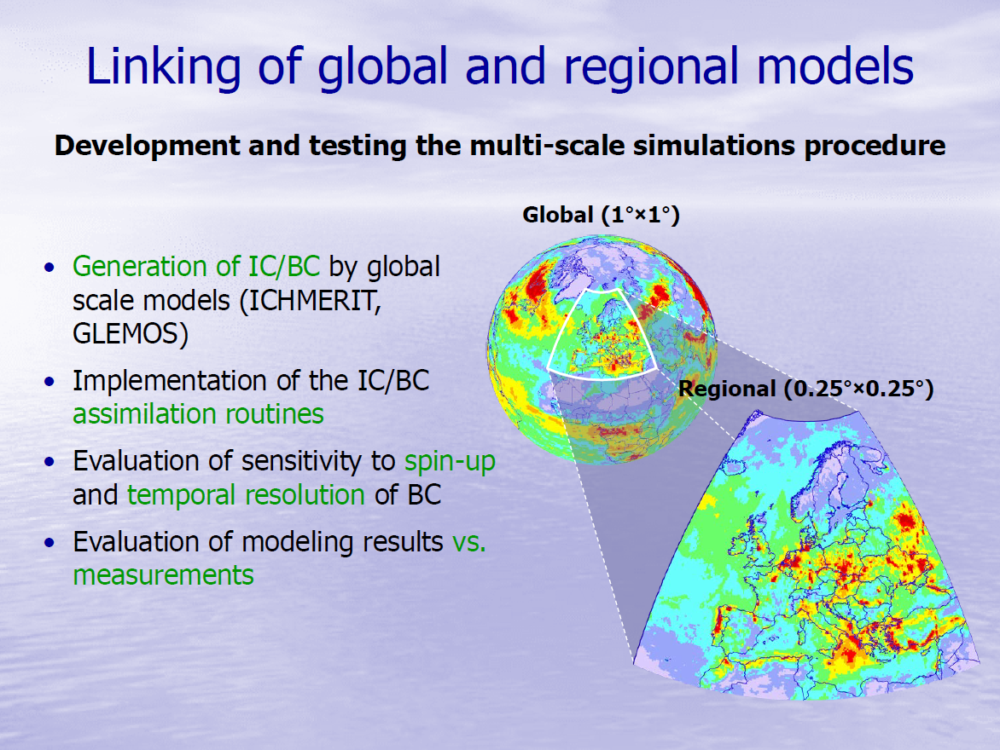 Linking of global and regional models
Development and testing the multi-scale simulations procedure
Global (1°×1°)
• Generation of IC/BC by global
scale models (ICHMERIT,
GLEMOS)
• Implementation of the IC/BC
assimilation routines
Regional (0.25°×0.25°)
• Evaluation of sensitivity to spin-up
and temporal resolution of BC
• Evaluation of modeling results vs.
measurements